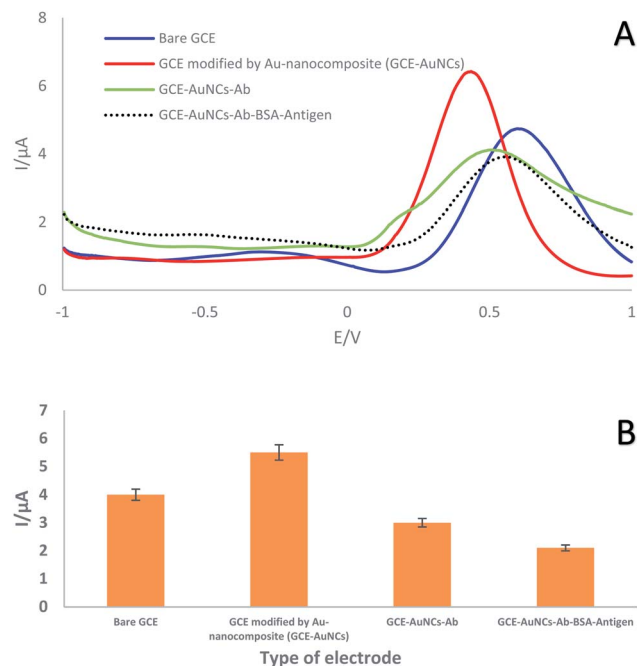 A
8
6
4
2
0
I/µA
Bare GCE
GCE modified by Au-nanocomposite (GCE-AuNCs)
GCE-AuNCs-Ab
GCE-AuNCs-Ab-BSA-Antigen
-1
-0.5
0
0.5
1
E/V
B
7
6
5
4
3
2
1
0
I/µA
Bare GCE
GCE modified by Au-
nanocomposite (GCE-AuNCs)
GCE-AuNCs-Ab
GCE-AuNCs-Ab-BSA-Antigen
Type of electrode